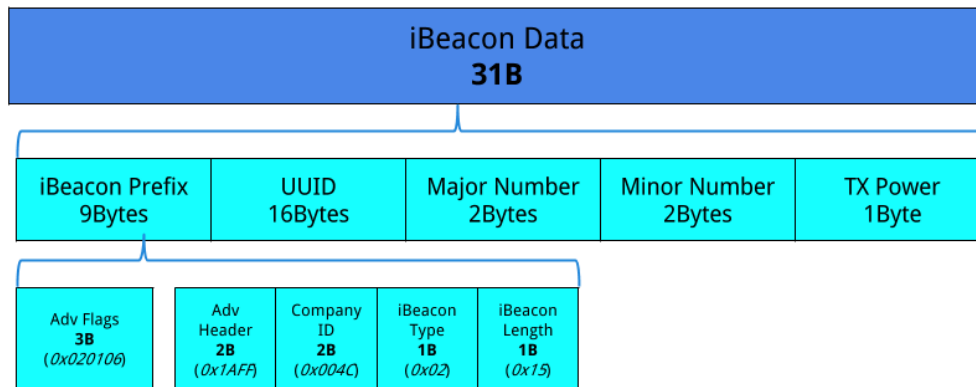 iBeacon Data
31B
iBeacon Prefix
9Bytes
UUID
16Bytes
Major Number
2Bytes
Minor Number
2Bytes
TX Power
1Byte
Adv Flags
3B
(0x020106)
Adv
Header
2B
(0x1AFF)
Company
ID
2B
(0x004C)
iBeacon
Type
1B
(0x02)
iBeacon
Length
1B
(0x15)